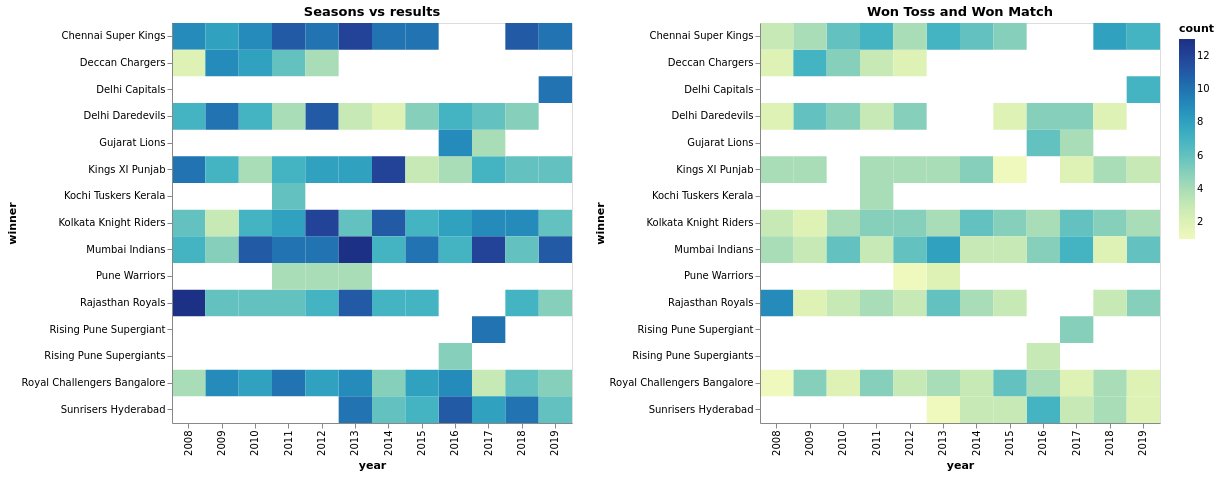 Seasons vs results
Chennai Super Kings
Deccan Chargers
Delhi Capitals
Delhi Daredevils
Gujarat Lions
Kings XI Punjab
Kochi Tuskers Kerala
Kolkata Knight Riders
Mumbai Indians
Pune Warriors
Rajasthan Royals
Rising Pune Supergiant
Rising Pune Supergiants
Royal Challengers Bangalore
Sunrisers Hyderabad
winner
2008 2009 2010 2011 2012 2013 2014 2015 2016 2017 2018 2019
year
Won Toss and Won Match
Chennai Super Kings
Deccan Chargers
Delhi Capitals
Delhi Daredevils
Gujarat Lions
Kings XI Punjab
Kochi Tuskers Kerala
Kolkata Knight Riders
Mumbai Indians
Pune Warriors
Rajasthan Royals
Rising Pune Supergiant
Rising Pune Supergiants
Royal Challengers Bangalore
Sunrisers Hyderabad
winner
2008 2009 2010 2011 2012 2013 2014 2015 2016 2017 2018 2019
year
count
12
10
8
6
4
2